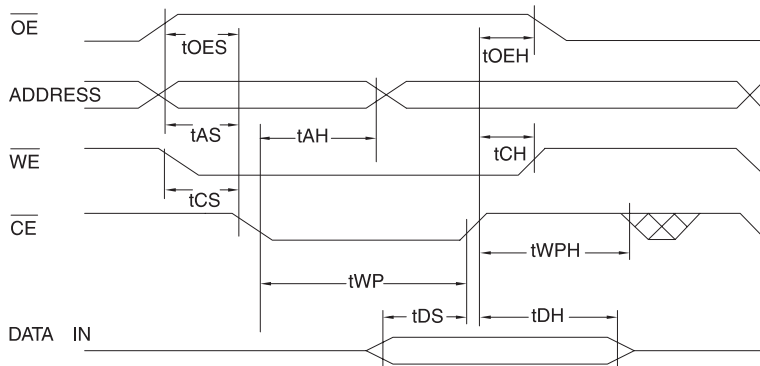 OE
tOES
tOEH
ADDRESS
tAS
tAH
tCH
WE
tCS
CE
tWPH
tWP
tDS
tDH
DATA IN